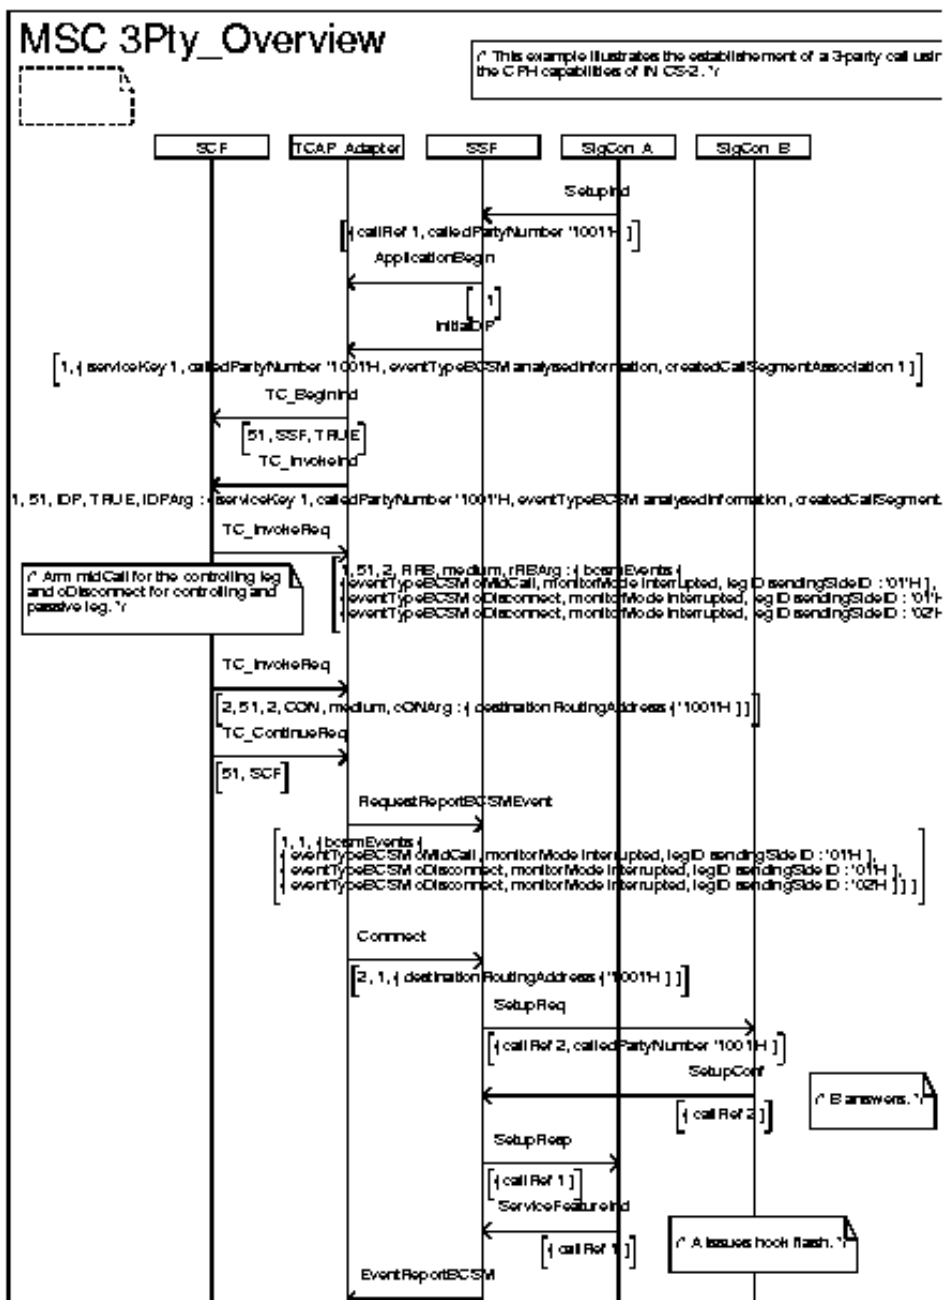 MSC 3Pty_Overview
/* This example illustrates the establishement of a 3-party call usin
the CPH capabilities of IN CS-2. */
SCF
TCAP_Adapter
SSF
SigCon_A
SigCon_B
SetupInd
{ callRef 1, calledPartyNumber '1001'H }
ApplicationBegin
1
InitialDP
1, { serviceKey 1, calledPartyNumber '1001'H, eventTypeBCSM analysedInformation, createdCallSegmentAssociation 1 }
TC_BeginInd
51, SSF, TRUE
TC_InvokeInd
1, 51, IDP, TRUE, IDPArg : { serviceKey 1, calledPartyNumber '1001'H, eventTypeBCSM analysedInformation, createdCallSegment
TC_InvokeReq
/* Arm midCall for the controlling leg
and oDisconnect for controlling and
passive leg. */
1, 51, 2, RRB, medium, rRBArg : { bcsmEvents {
{ eventTypeBCSM oMidCall, monitorMode interrupted, legID sendingSideID : '01'H },
{ eventTypeBCSM oDisconnect, monitorMode interrupted, legID sendingSideID : '01'H
{ eventTypeBCSM oDisconnect, monitorMode interrupted, legID sendingSideID : '02'H
TC_InvokeReq
2, 51, 2, CON, medium, cONArg : { destinationRoutingAddress { '1001'H } }
TC_ContinueReq
51, SCF
RequestReportBCSMEvent
1, 1, { bcsmEvents {
{ eventTypeBCSM oMidCall, monitorMode interrupted, legID sendingSideID : '01'H },
{ eventTypeBCSM oDisconnect, monitorMode interrupted, legID sendingSideID : '01'H },
{ eventTypeBCSM oDisconnect, monitorMode interrupted, legID sendingSideID : '02'H } } }
Connnect
2, 1, { destinationRoutingAddress { '1001'H } }
SetupReq
{ callRef 2, calledPartyNumber '1001'H }
SetupConf
{ callRef 2 }
/* B answers. */
SetupResp
{ callRef 1 }
ServiceFeatureInd
{ callRef 1 }
/* A issues hook flash. */
EventReportBCSM